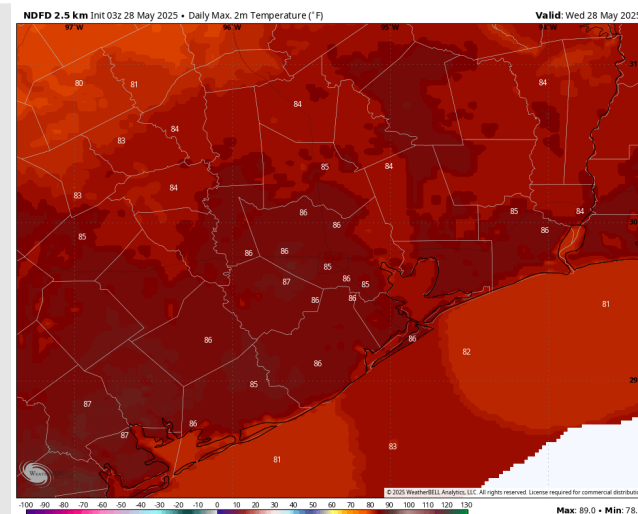 NDFD 2.5 km Init 03z 28 May 2025 • Daily Max. 2m Temperature (°F)
Valid: Wed 28 May 2025
97°W 96°W 95°W 94°W
31
80 81 84
84
83 84
85 84
83 84
86 85 84
30
85 86 86
86 86
87 85 86 85
86 86
81
86 86
82
86
29
85
87
87 86
83
81
© 2025 WeatherBELL Analytics, LLC. All rights reserved. License required for commercial distributio
-100 -90 -80 -70 -60 -50 -40 -30 -20 -10 0 10 20 30 40 50 60 70 80 90 100 110 120 130
Max: 89.0 • Min: 78.